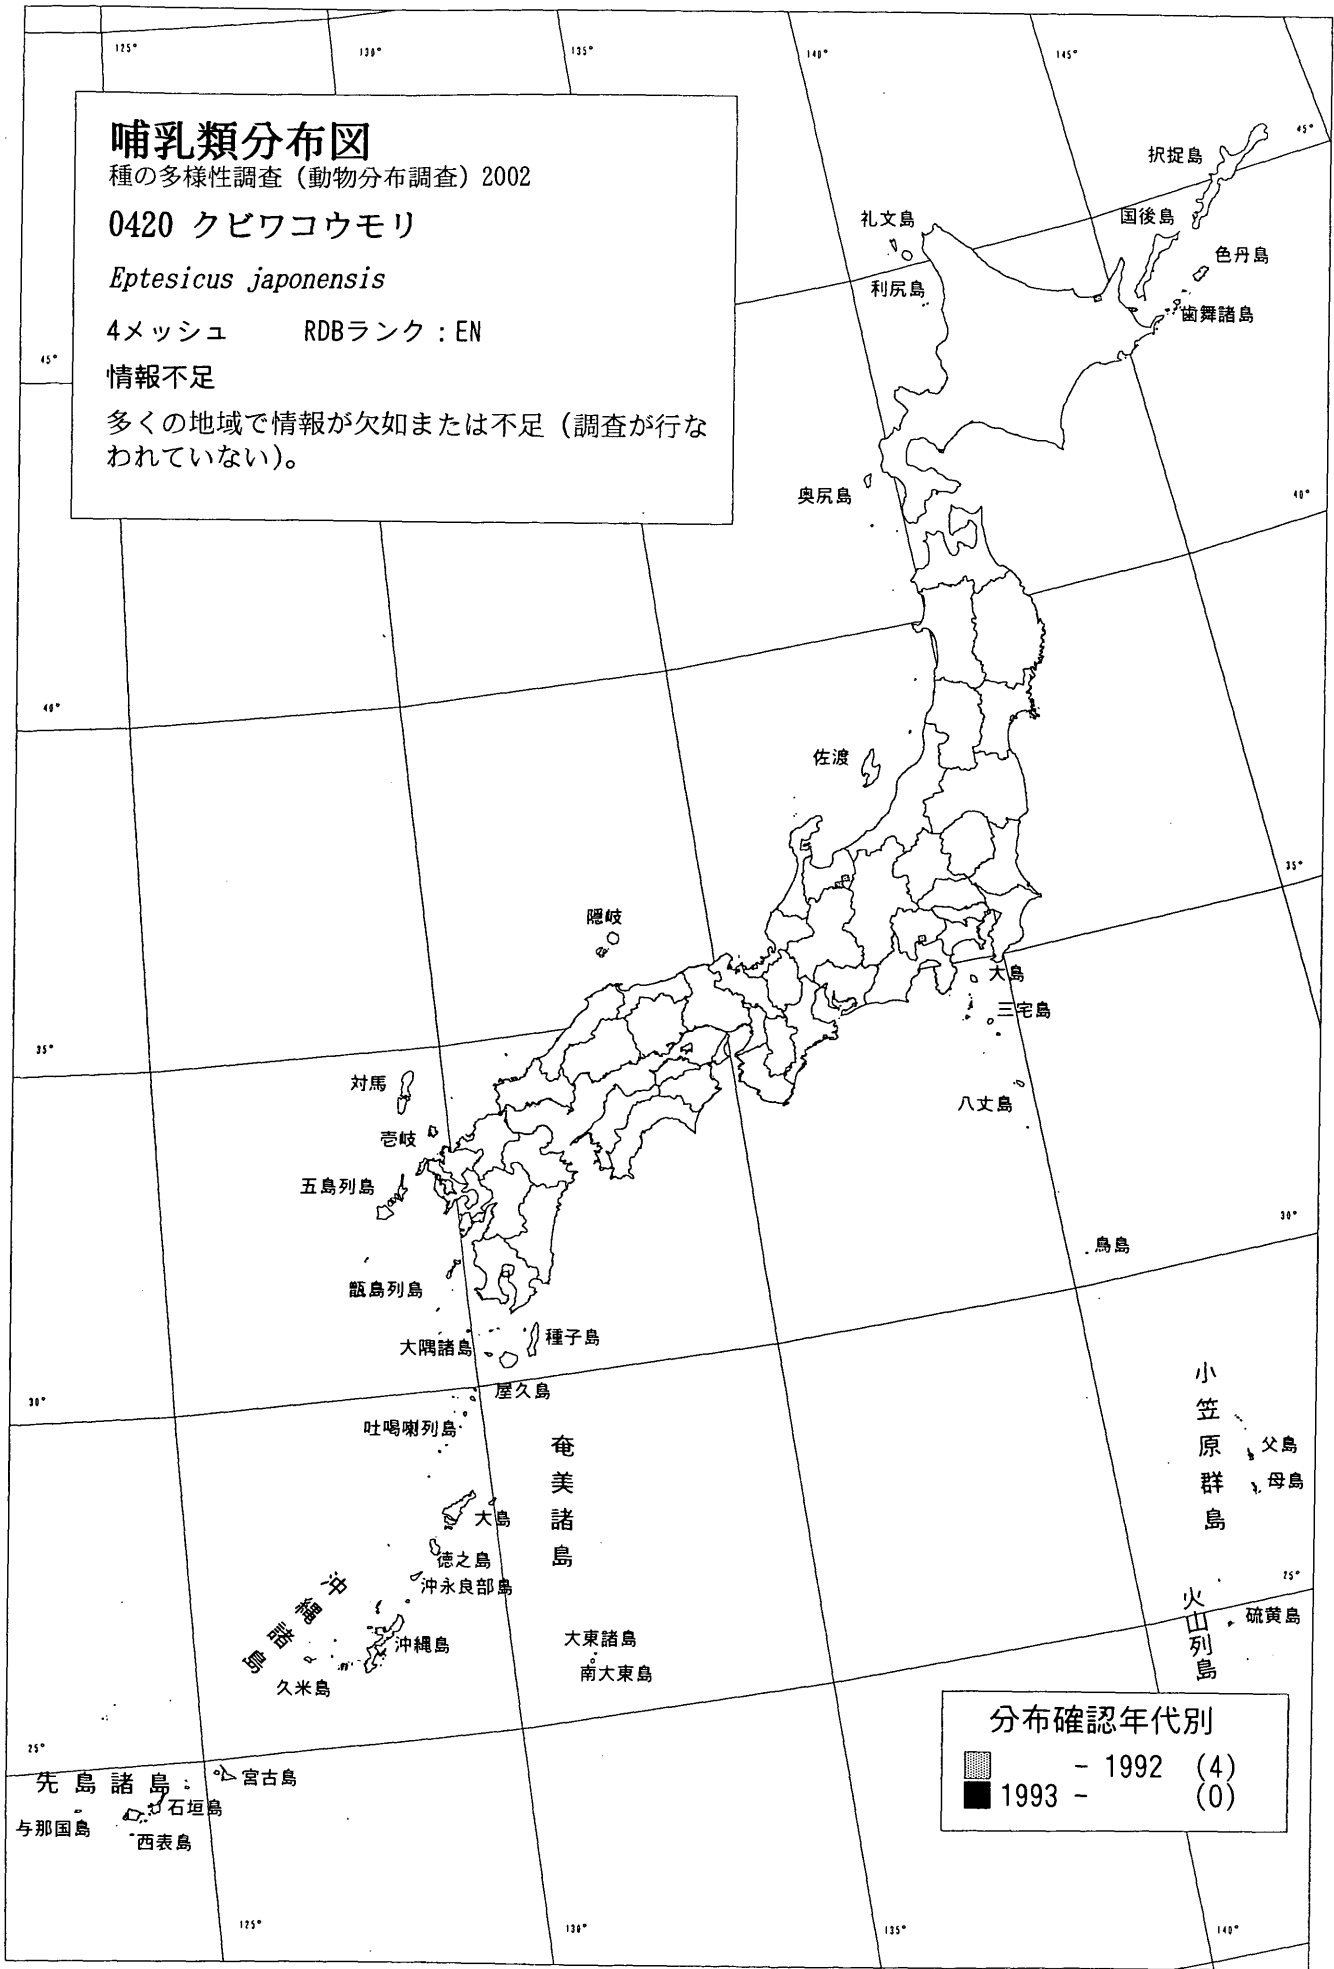 125°
130°
135°
140°
145°
哺乳類分布図
種の多様性調査（動物分布調査）2002
0420 クビワコウモリ
Eptesicus japonensis
4メッシュ　RDBランク：EN
情報不足
多くの地域で情報が欠如または不足（調査が行な
われていない）。
45°
択捉島
国後島
色丹島
歯舞諸島
礼文島
利尻島
45°
奥尻島
40°
40°
佐渡
35°
隠岐
大島
三宅島
八丈島
35°
対馬
壱岐
五島列島
甑島列島
30°
鳥島
大隅諸島
種子島
屋久島
30°
吐喝喇列島
奄美諸島
小笠原群島
父島
母島
大島
徳之島
沖永良部島
沖縄諸島
沖縄島
久米島
大東諸島
南大東島
25°
火山列島
硫黄島
25°
先島諸島
宮古島
石垣島
与那国島
西表島
分布確認年代別
- 1992 (4)
1993 - (0)
125°
130°
135°
140°